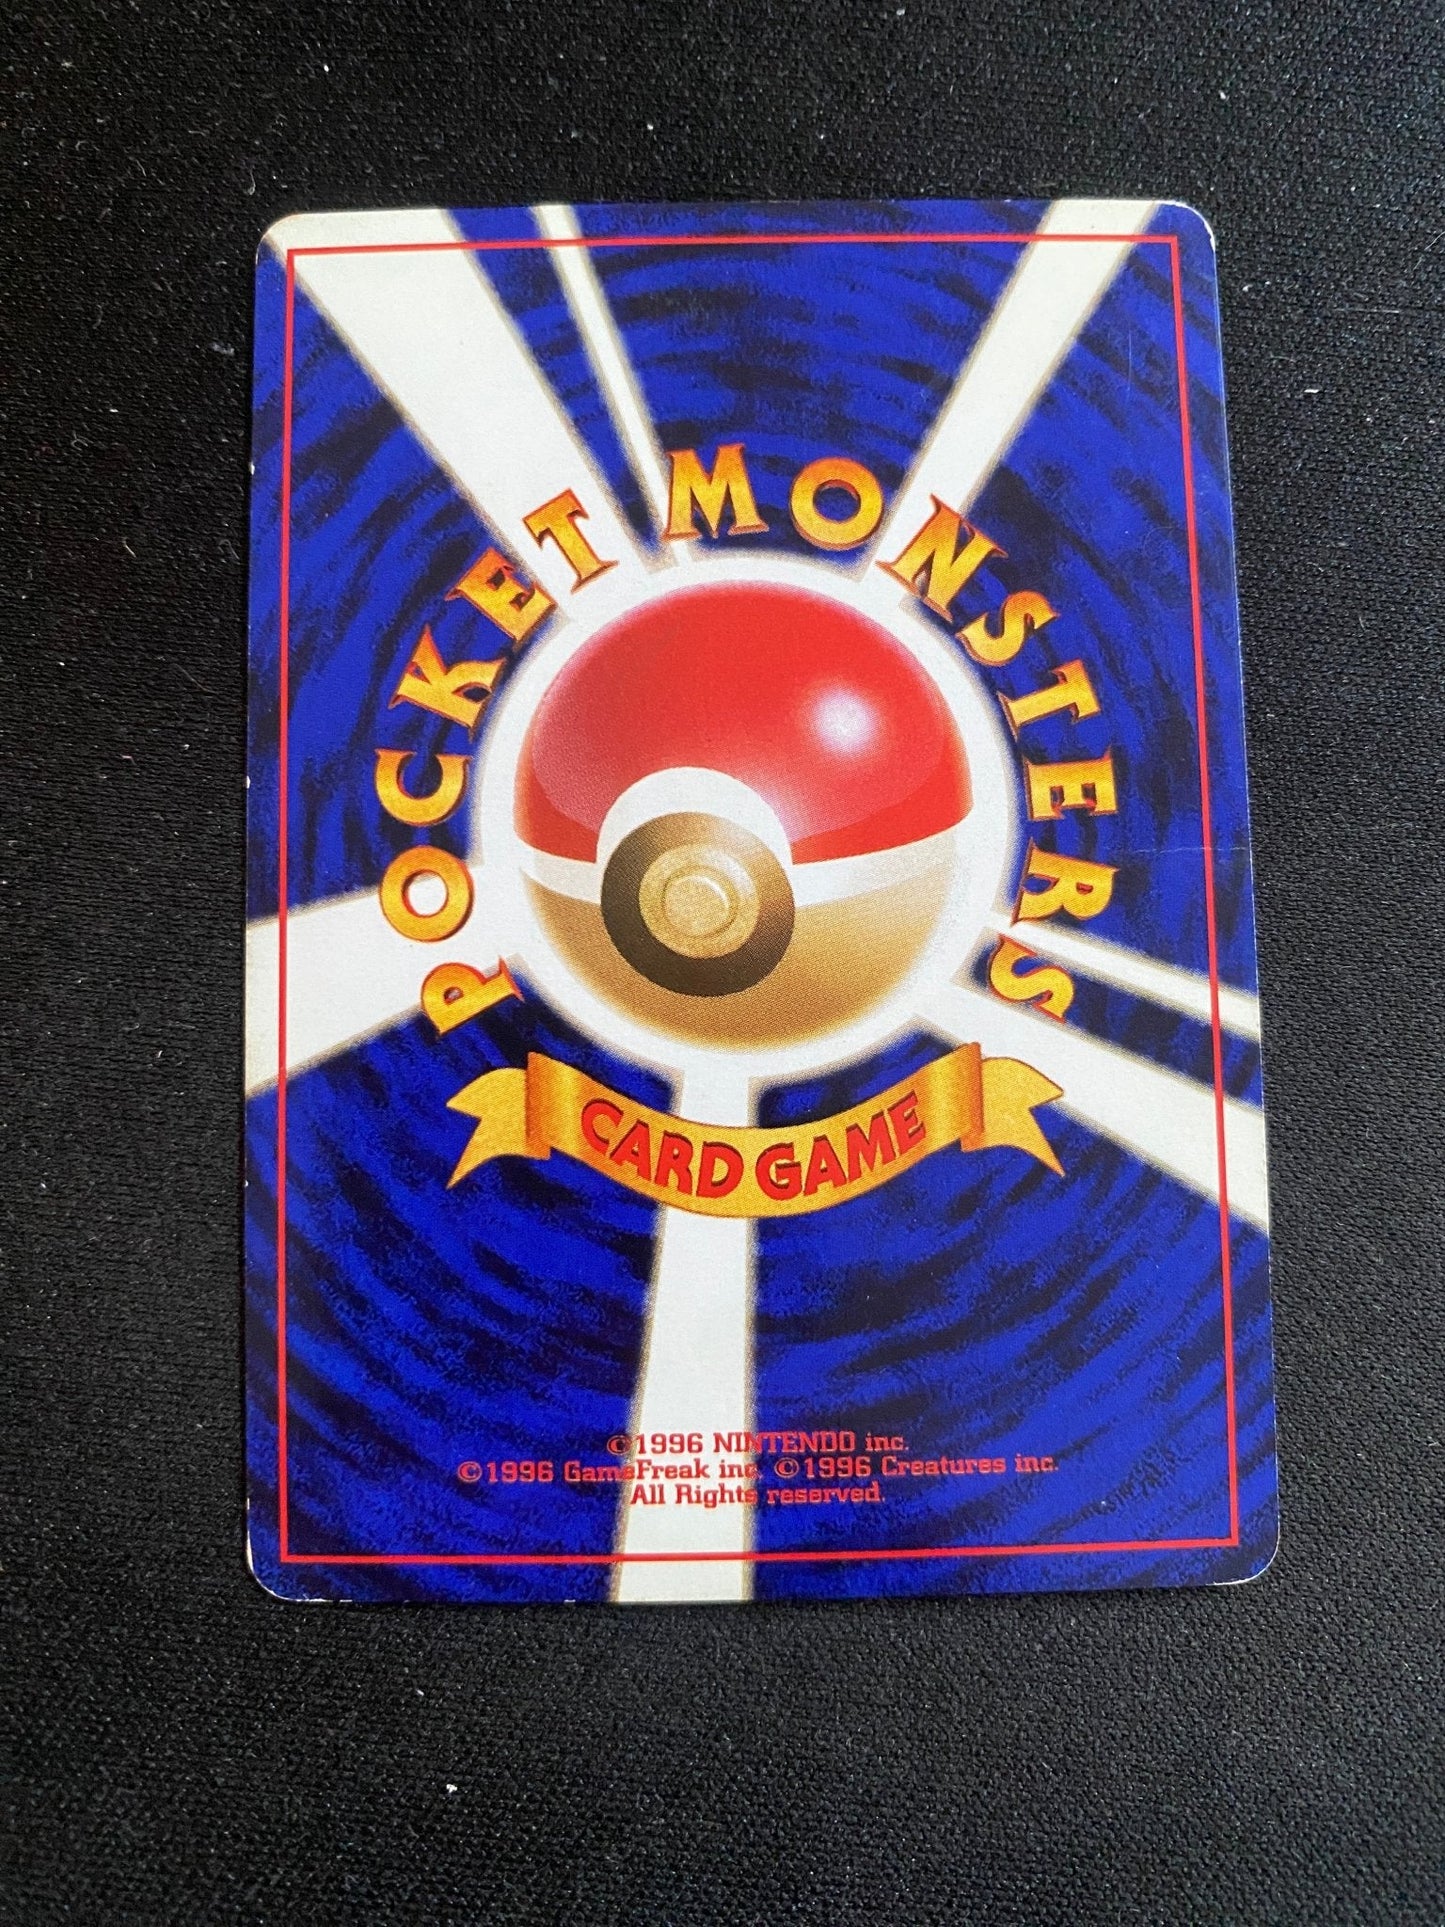 POCKET MONSTERS
CARD GAME
©1996 NINTENDO inc.
©1996 GameFreak inc. ©1996 Creatures inc.
All Rights reserved.